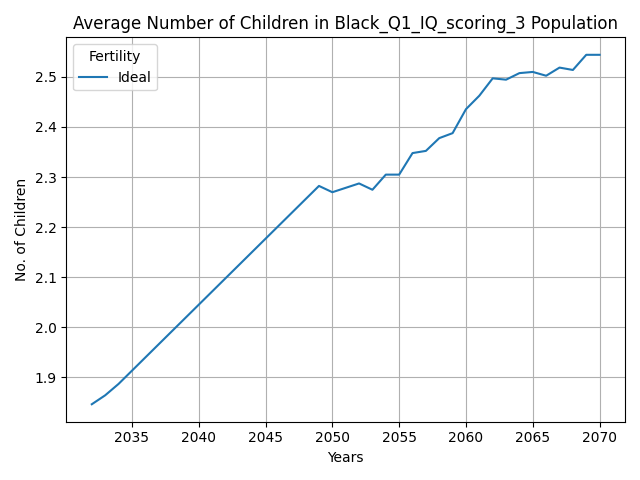 Average Number of Children in Black_Q1_IQ_scoring_3 Population
Fertility
Ideal
No. of Children
2.5
2.4
2.3
2.2
2.1
2.0
1.9
2035 2040 2045 2050 2055 2060 2065 2070
Years